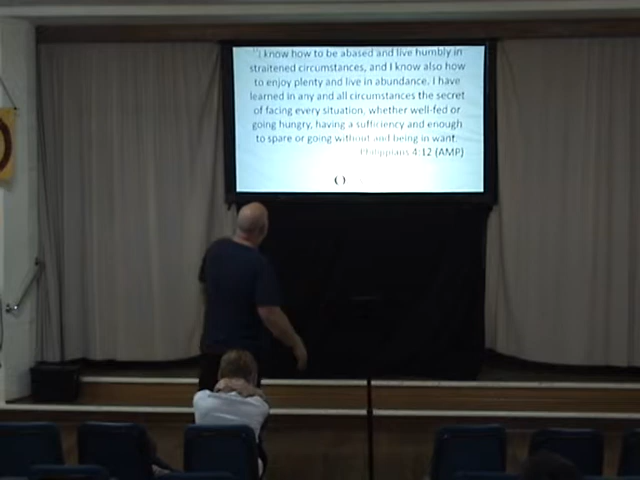 "I know how to be abased and live humbly in
straitened circumstances, and I know also how
to enjoy plenty and live in abundance. I have
learned in any and all circumstances the secret
of facing every situation, whether well-fed or
going hungry, having a sufficiency and enough
to spare or going without and being in want.
Philippians 4:12 (AMP)
()